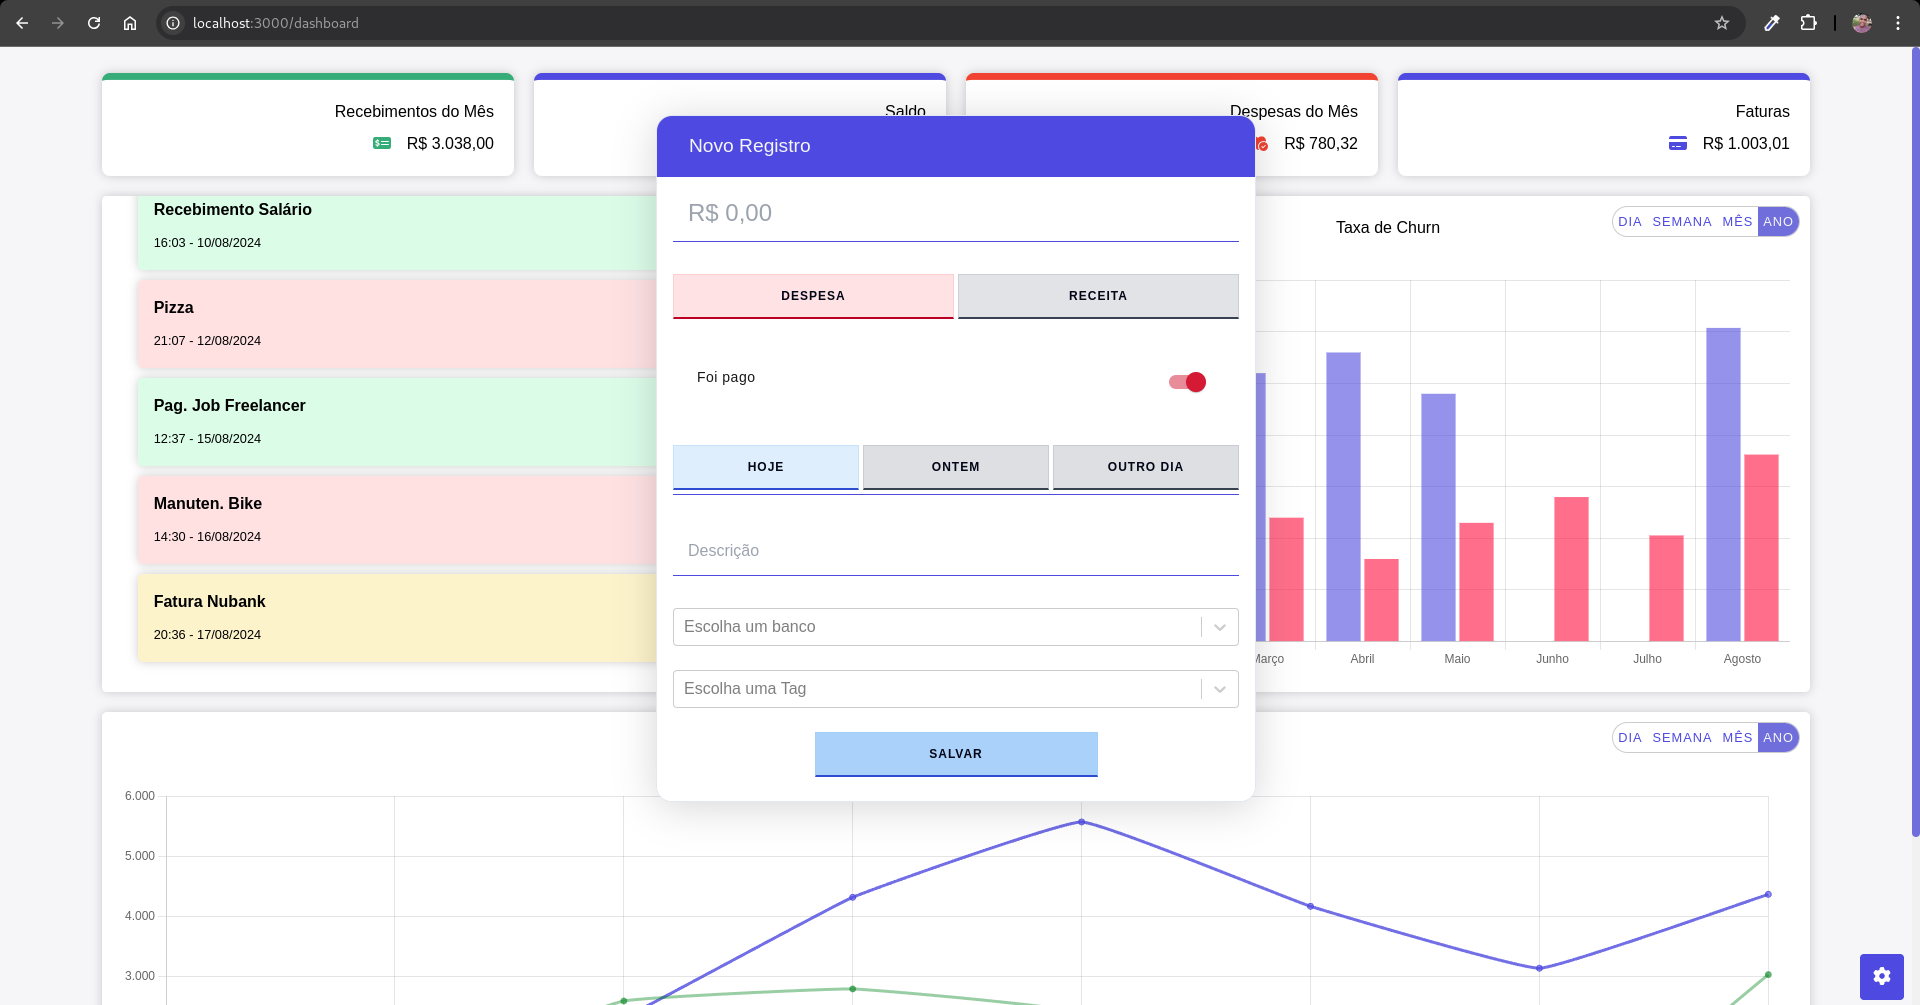 localhost:3000/dashboard
Recebimentos do Mês
R$ 3.038,00
Saldo
Despesas do Mês
R$ 780,32
Faturas
R$ 1.003,01
Recebimento Salário
16:03 - 10/08/2024
Pizza
21:07 - 12/08/2024
Pag. Job Freelancer
12:37 - 15/08/2024
Manuten. Bike
14:30 - 16/08/2024
Fatura Nubank
20:36 - 17/08/2024
Novo Registro
R$ 0,00
DESPESA RECEITA
Foi pago
HOJE ONTEM OUTRO DIA
Descrição
Escolha um banco
Escolha uma Tag
SALVAR
Taxa de Churn
DIA SEMANA MÊS ANO
Março Abril Maio Junho Julho Agosto
DIA SEMANA MÊS ANO
6.000
5.000
4.000
3.000